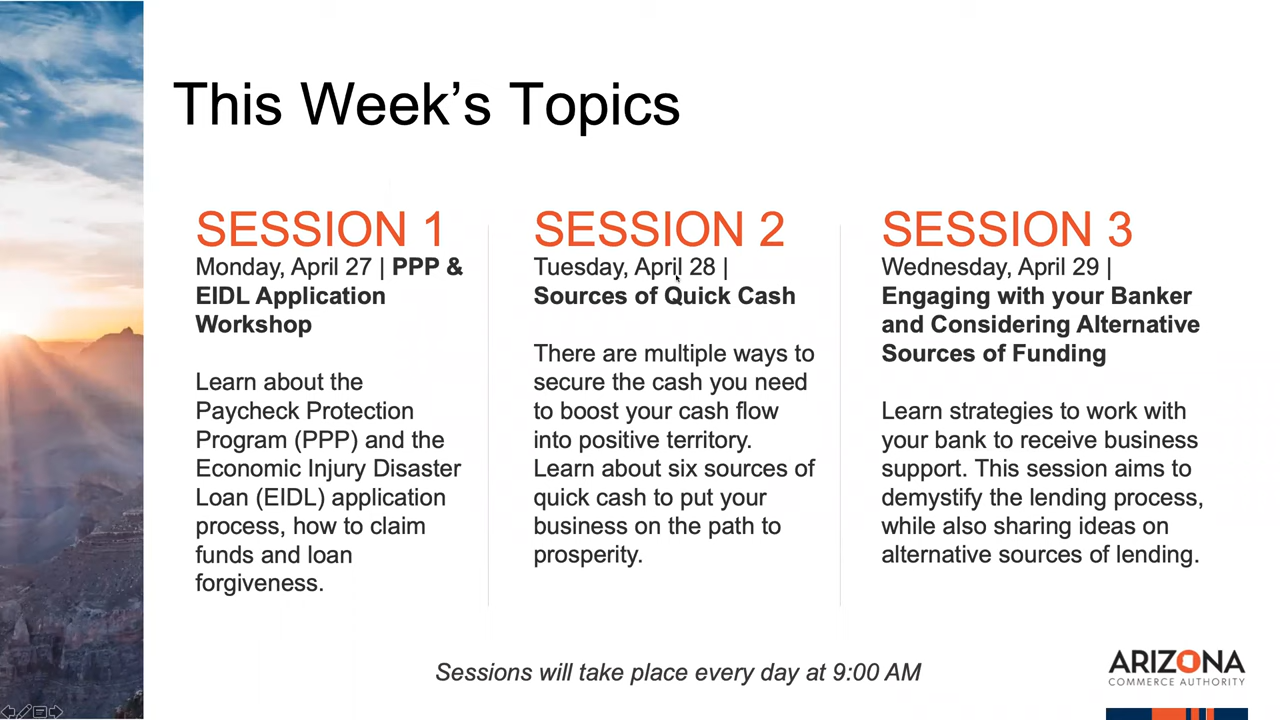 This Week's Topics
SESSION 1
Monday, April 27 | PPP &
EIDL Application
Workshop
Learn about the
Paycheck Protection
Program (PPP) and the
Economic Injury Disaster
Loan (EIDL) application
process, how to claim
funds and loan
forgiveness.
SESSION 2
Tuesday, April 28 |
Sources of Quick Cash
There are multiple ways to
secure the cash you need
to boost your cash flow
into positive territory.
Learn about six sources of
quick cash to put your
business on the path to
prosperity.
SESSION 3
Wednesday, April 29 |
Engaging with your Banker
and Considering Alternative
Sources of Funding
Learn strategies to work with
your bank to receive business
support. This session aims to
demystify the lending process,
while also sharing ideas on
alternative sources of lending.
Sessions will take place every day at 9:00 AM
ARIZONA
COMMERCE AUTHORITY